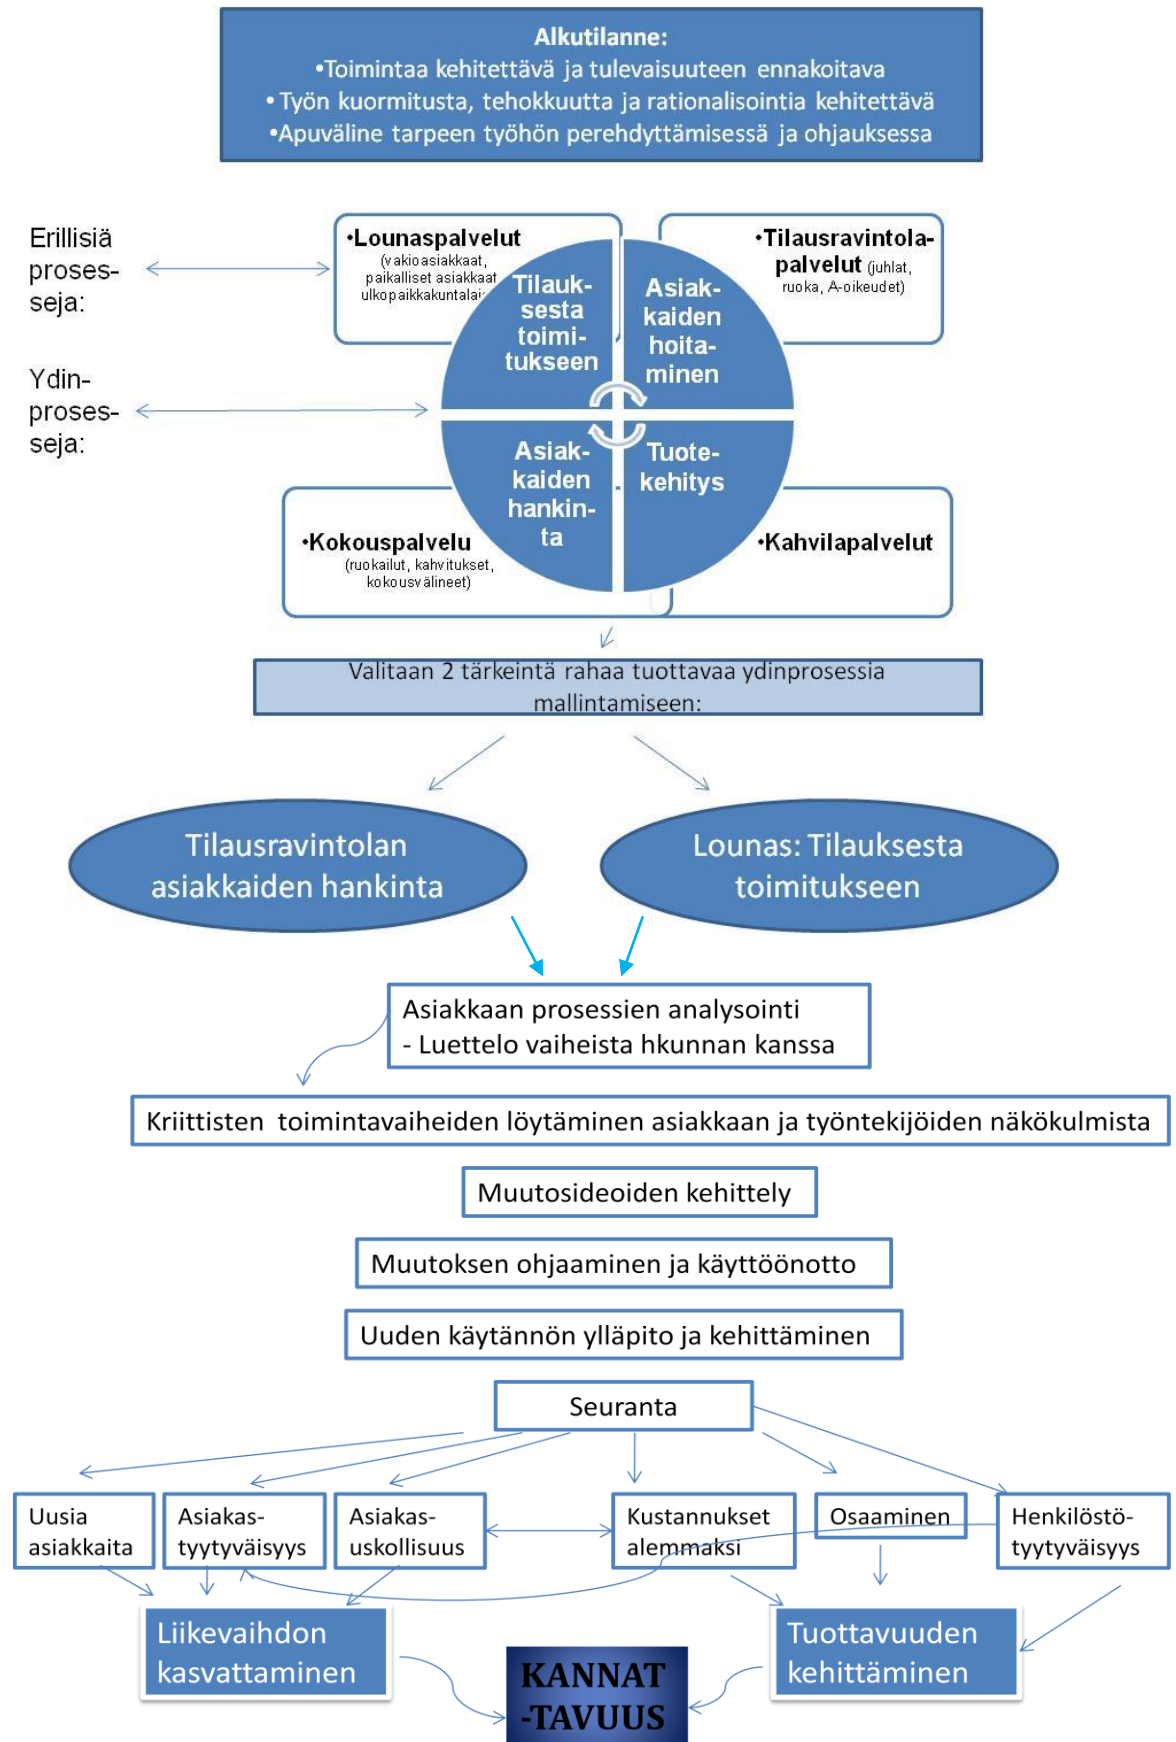 Alkutilanne:
•Toimintaa kehitettävä ja tulevaisuuteen ennakoitava
• Työn kuormitusta, tehokkuutta ja rationalisointia kehitettävä
•Apuväline tarpeen työhön perehdyttämisessä ja ohjauksessa
Erillisiä
proses-
seja:
•Lounaspalvelut
(vakioasiakkaat,
paikalliset asiakkaat
•Tilausravintola-
palvelut (juhlat,
ruoka, A-oikeudet)
Tilauk-
sesta
toimi-
tukseen
Asiak-
kaiden
hoita-
minen
Ydin-
proses-
seja:
Asiak-
kaiden
hankin-
ta
Tuote-
kehitys
•Kokouspalvelu
(ruokailut, kahvitukset,
kokousvälineet)
•Kahvilapalvelut
Valitaan 2 tärkeintä rahaa tuottavaa ydinprosessia
mallintamiseen:
Tilausravintolan
asiakkaiden hankinta
Lounas: Tilauksesta
toimitukseen
Asiakkaan prosessien analysointi
- Luettelo vaiheista hkunnan kanssa
Kriittisten toimintavaiheiden löytäminen asiakkaan ja työntekijöiden näkökulmista
Muutosideoiden kehittely
Muutoksen ohjaaminen ja käyttöönotto
Uuden käytännön ylläpito ja kehittäminen
Seuranta
Uusia
asiakkaita
Asiakas-
tyytyväisyys
Asiakas-
uskollisuus
Kustannukset
alemmaksi
Osaaminen
Henkilöstö-
tyytyväisyys
Liikevaihdon
kasvattaminen
Tuottavuuden
kehittäminen
KANNAT
-TAVUUS